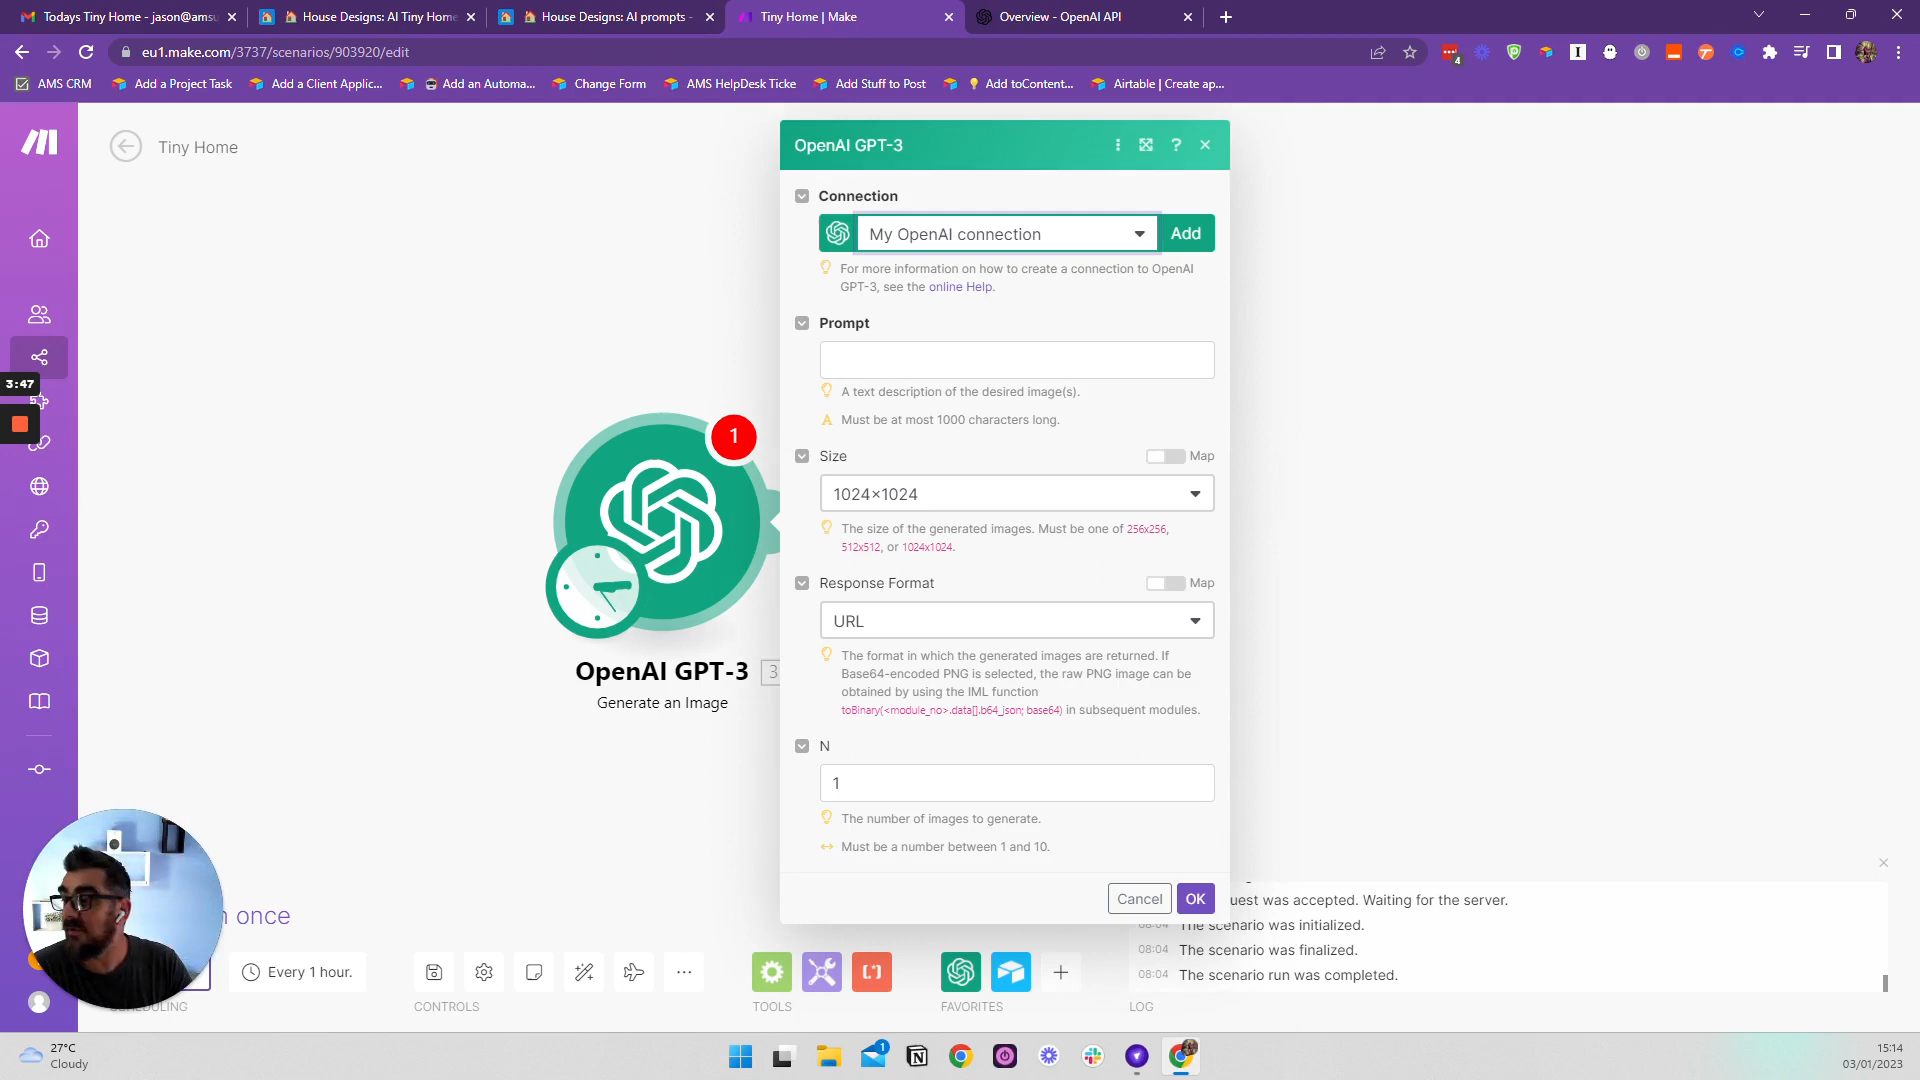 Todays Tiny Home - jason@amsu
House Designs: AI Tiny Home
House Designs: AI prompts -
Tiny Home | Make
Overview - OpenAI API
eu1.make.com/3737/scenarios/903920/edit
4
AMS CRM
Add a Project Task
Add a Client Applic...
Add an Automa...
Change Form
AMS HelpDesk Ticke
Add Stuff to Post
Add toContent...
Airtable | Create ap...
Tiny Home
OpenAI GPT-3
Connection
My OpenAI connection
Add
For more information on how to create a connection to OpenAI
GPT-3, see the online Help.
Prompt
A text description of the desired image(s).
A Must be at most 1000 characters long.
Size
Map
1024×1024
The size of the generated images. Must be one of 256x256,
512x512, or 1024x1024.
Response Format
Map
URL
The format in which the generated images are returned. If
Base64-encoded PNG is selected, the raw PNG image can be
obtained by using the IML function
toBinary(<module_no>.data[].b64_json; base64) in subsequent modules.
N
1
The number of images to generate.
Must be a number between 1 and 10.
Cancel
OK
3:47
1
OpenAI GPT-3
3
Generate an Image
once
Every 1 hour.
CONTROLS
TOOLS
FAVORITES
LOG
uest was accepted. Waiting for the server.
08:04 The scenario was initialized.
08:04 The scenario was finalized.
08:04 The scenario run was completed.
27°C
Cloudy
1
15:14
03/01/2023